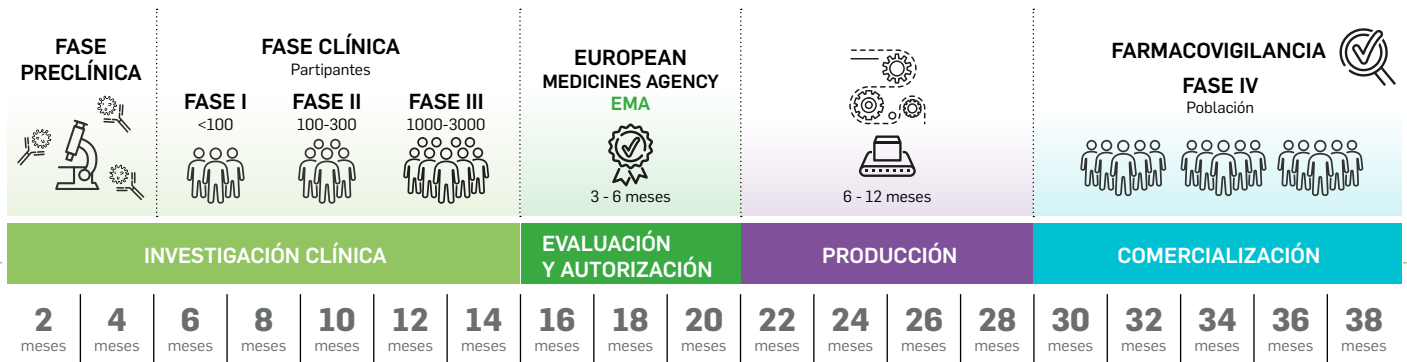 FASE
PRECLÍNICA
FASE CLÍNICA
Partipantes
FASE I
<100
FASE II
100-300
FASE III
1000-3000
EUROPEAN
MEDICINES AGENCY
EMA
3 - 6 meses
6 - 12 meses
FARMACOVIGILANCIA
FASE IV
Población
INVESTIGACIÓN CLÍNICA
EVALUACIÓN
Y AUTORIZACIÓN
PRODUCCIÓN
COMERCIALIZACIÓN
2
meses
4
meses
6
meses
8
meses
10
meses
12
meses
14
meses
16
meses
18
meses
20
meses
22
meses
24
meses
26
meses
28
meses
30
meses
32
meses
34
meses
36
meses
38
meses